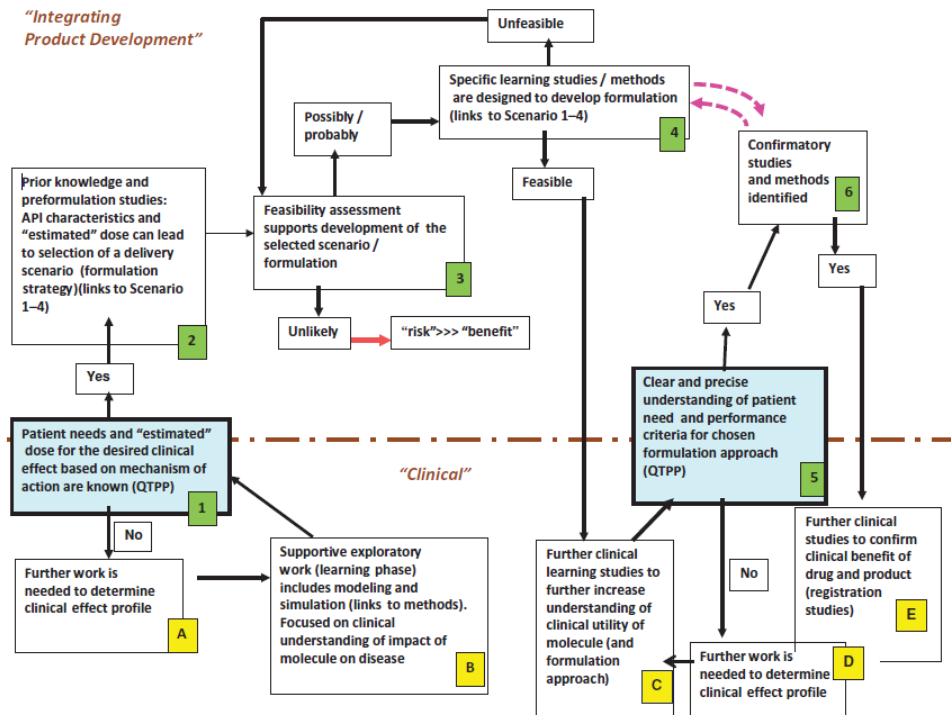 “Integrating
Product Development”
Unfeasible
Specific learning studies / methods
are designed to develop formulation
(links to Scenario 1–4)
4
Possibly /
probably
Feasible
Confirmatory
studies
and methods
identified
6
Prior knowledge and
preformulation studies:
API characteristics and
“estimated” dose can lead
to selection of a delivery
scenario (formulation
strategy)(links to Scenario
1–4)
2
Feasibility assessment
supports development of the
selected scenario /
formulation
3
Yes
Yes
Unlikely
“risk”>>> “benefit”
Yes
Clear and precise
understanding of patient
need and performance
criteria for chosen
formulation approach
(QTPP)
5
Patient needs and “estimated”
dose for the desired clinical
effect based on mechanism of
action are known (QTPP)
1
“Clinical”
No
Further work is
needed to determine
clinical effect profile
A
Supportive exploratory
work (learning phase)
includes modeling and
simulation (links to methods).
Focused on clinical
understanding of impact of
molecule on disease
B
Further clinical
learning studies to
further increase
understanding of
clinical utility of
molecule (and
formulation
approach)
C
No
Further work is
needed to determine
clinical effect profile
D
Further clinical
studies to confirm
clinical benefit of
drug and product
(registration
studies)
E